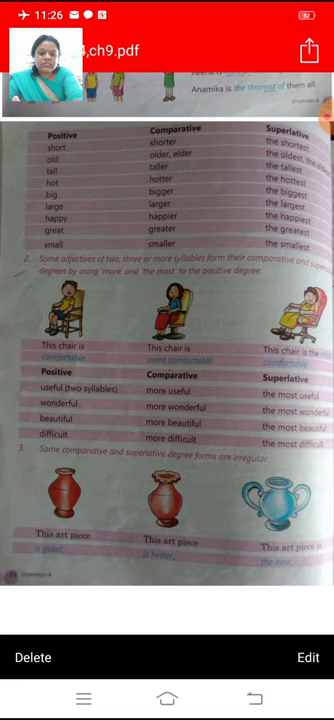 11:26
4,ch9.pdf
Anamika is the thinnest of them all.
Grammar-4
Positive Comparative Superlative
short shorter the shortest
old older, elder the oldest, the
tall taller the tallest
hot hotter the hottest
big bigger the biggest
large larger the largest
happy happier the happiest
great greater the greatest
small smaller the smallest
2. Some adjectives of two, three or more syllables form their comparative and
degrees by using 'more' and 'the most' to the positive degree.
This chair is This chair is This chair is the
comfortable. more comfortable. comfortable.
Positive Comparative Superlative
useful (two syllables) more useful the most useful
wonderful more wonderful the most wonderful
beautiful more beautiful the most beautiful
difficult more difficult the most difficult
3. Some comparative and superlative degree forms are irregular.
This art piece This art piece This art piece is
is good. is better. the best.
Grammar-4
Delete Edit